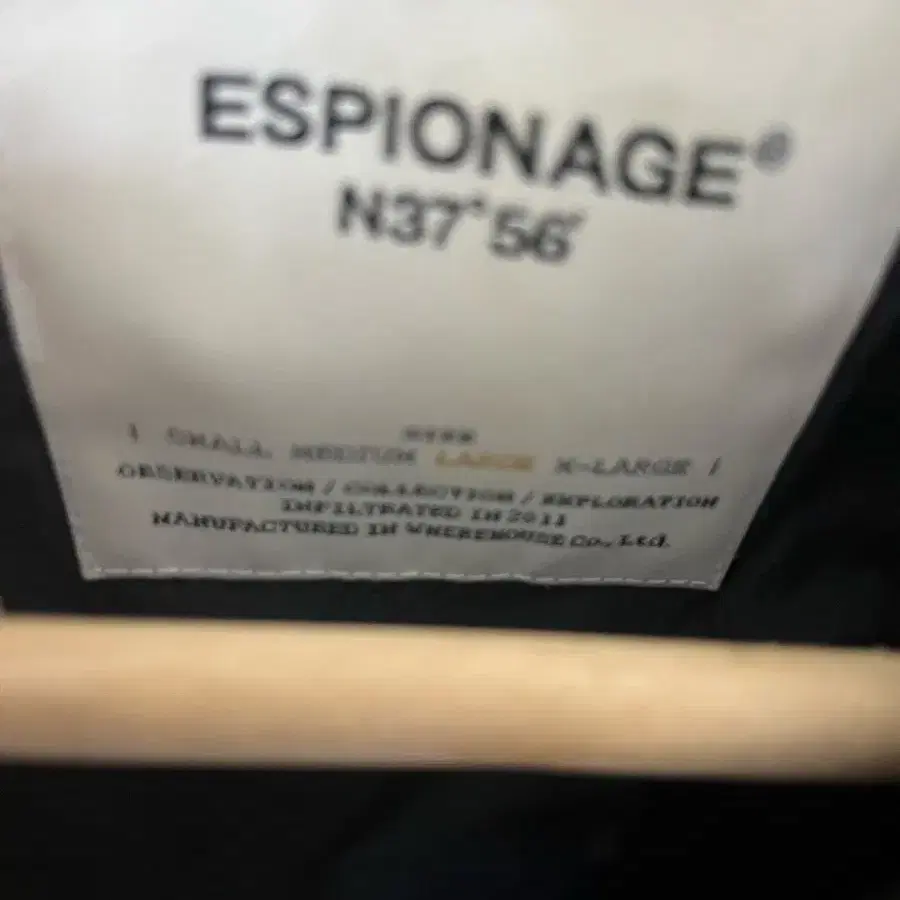 ESPIONAGE®
N37°56′
SIZE
| SMALL MEDIUM LARGE X-LARGE |
OBSERVATION / COLLECTION / EXPLORATION
INFILTRATED IN 2011
MANUFACTURED IN WHEREHOUSE Co., Ltd.